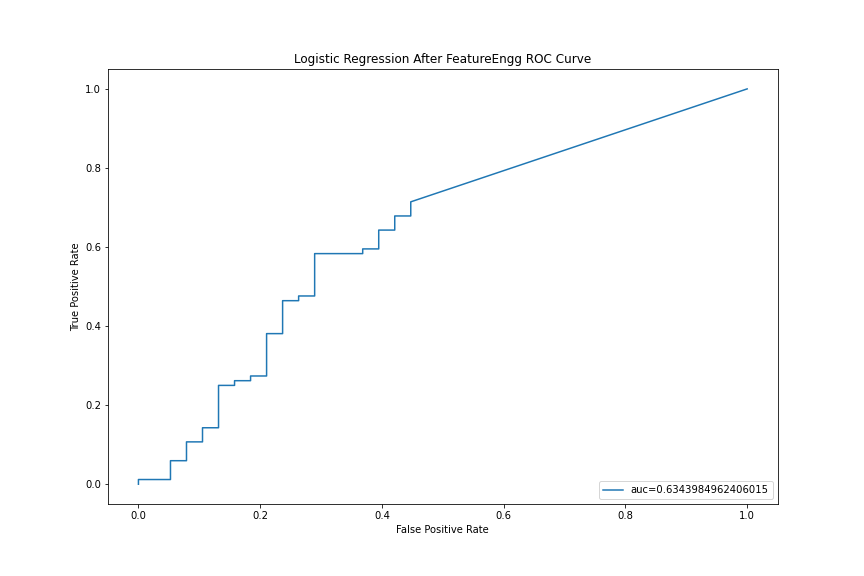 Logistic Regression After FeatureEngg ROC Curve
1.0
0.8
0.6
0.4
0.2
0.0
True Positive Rate
0.0 0.2 0.4 0.6 0.8 1.0
False Positive Rate
auc=0.6343984962406015